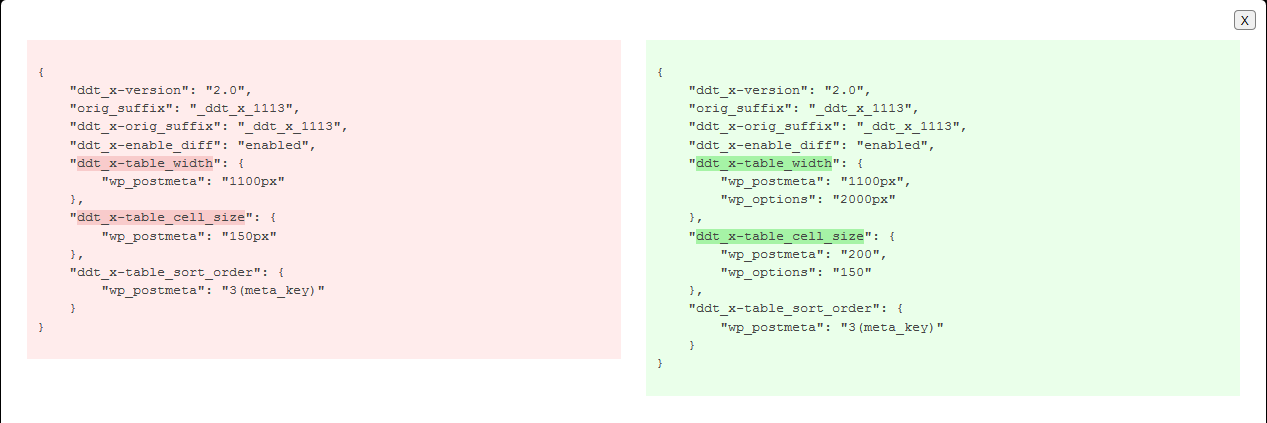 X
{
    "ddt_x-version": "2.0",
    "orig_suffix": "_ddt_x_1113",
    "ddt_x-orig_suffix": "_ddt_x_1113",
    "ddt_x-enable_diff": "enabled",
    "ddt_x-table_width": {
        "wp_postmeta": "1100px"
    },
    "ddt_x-table_cell_size": {
        "wp_postmeta": "150px"
    },
    "ddt_x-table_sort_order": {
        "wp_postmeta": "3(meta_key)"
    }
}
{
    "ddt_x-version": "2.0",
    "orig_suffix": "_ddt_x_1113",
    "ddt_x-orig_suffix": "_ddt_x_1113",
    "ddt_x-enable_diff": "enabled",
    "ddt_x-table_width": {
        "wp_postmeta": "1100px",
        "wp_options": "2000px"
    },
    "ddt_x-table_cell_size": {
        "wp_postmeta": "200",
        "wp_options": "150"
    },
    "ddt_x-table_sort_order": {
        "wp_postmeta": "3(meta_key)"
    }
}